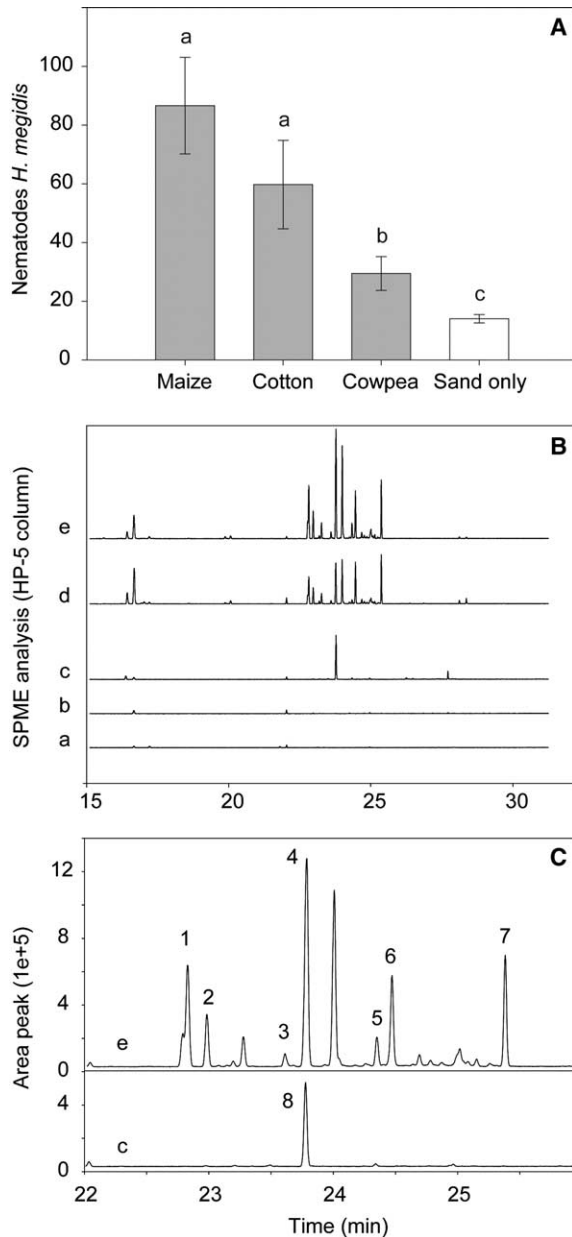 A
Nematodes H. megidis
100
80
60
40
20
0
a
a
b
c
Maize
Cotton
Cowpea
Sand only
B
SPME analysis (HP-5 column)
e
d
c
b
a
15
20
25
30
C
Area peak (1e+5)
12
8
4
0
1
2
3
4
5
6
7
e
4
0
8
c
22
23
24
25
Time (min)